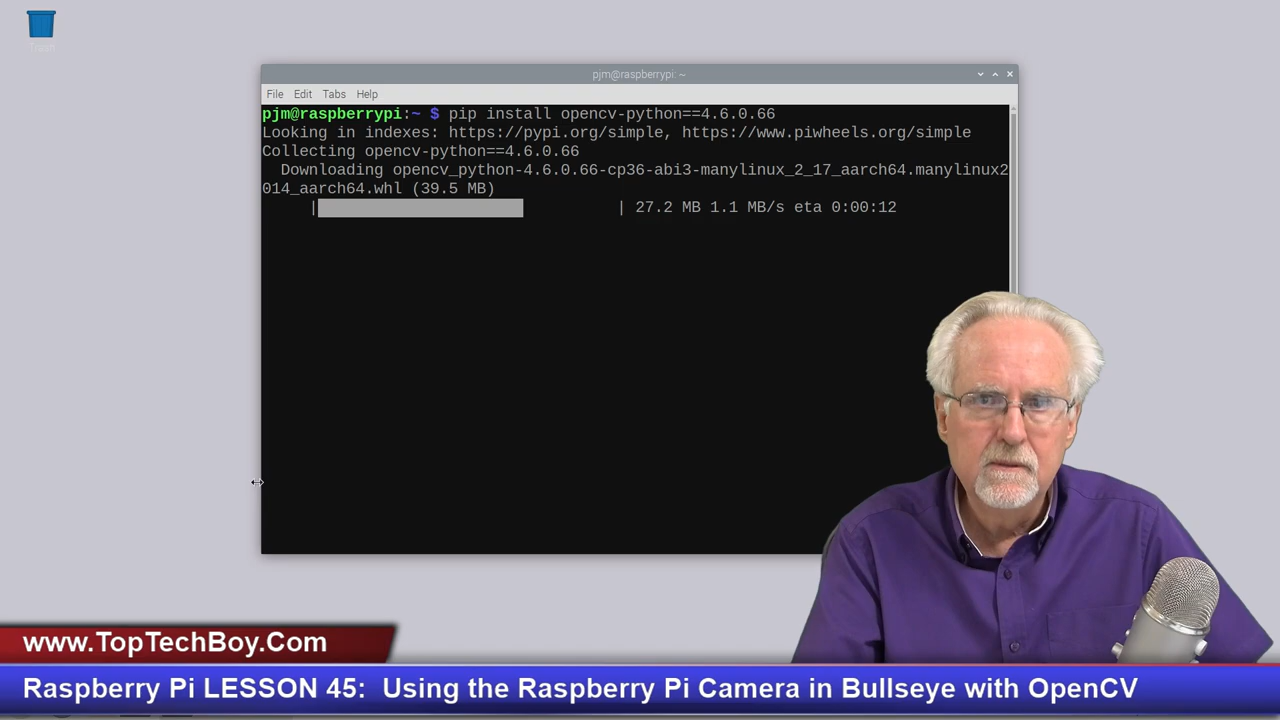 Trash
pjm@raspberrypi: ~
File Edit Tabs Help
pjm@raspberrypi:~ $ pip install opencv-python==4.6.0.66
Looking in indexes: https://pypi.org/simple, https://www.piwheels.org/simple
Collecting opencv-python==4.6.0.66
Downloading opencv_python-4.6.0.66-cp36-abi3-manylinux_2_17_aarch64.manylinux2
014_aarch64.whl (39.5 MB)
| | 27.2 MB 1.1 MB/s eta 0:00:12
www.TopTechBoy.Com
Raspberry Pi LESSON 45: Using the Raspberry Pi Camera in Bullseye with OpenCV